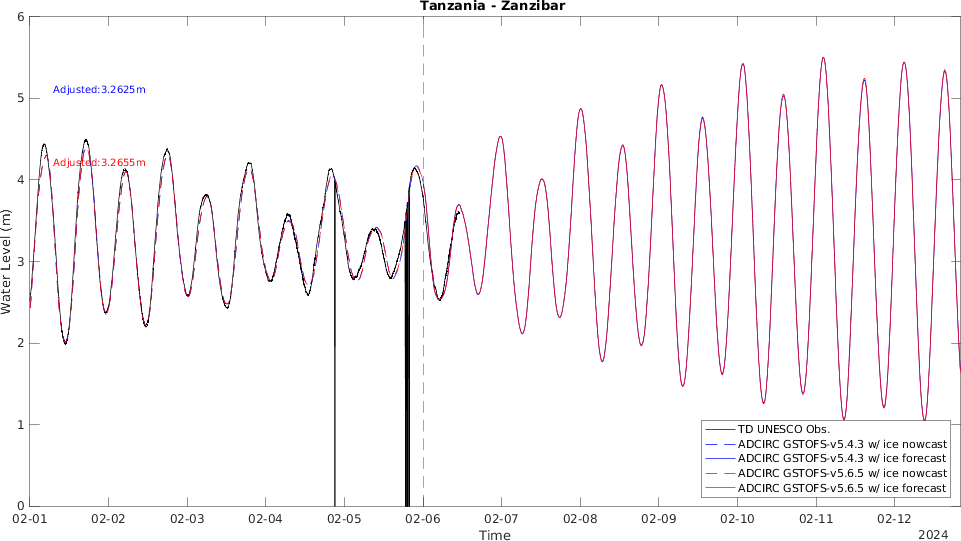 Tanzania - Zanzibar
6
5
4
3
2
1
0
Water Level (m)
Adjusted:3.2625m
Adjusted:3.2655m
TD UNESCO Obs.
ADCIRC GSTOFS-v5.4.3 w/ ice nowcast
ADCIRC GSTOFS-v5.4.3 w/ ice forecast
ADCIRC GSTOFS-v5.6.5 w/ ice nowcast
ADCIRC GSTOFS-v5.6.5 w/ ice forecast
02-01 02-02 02-03 02-04 02-05 02-06 02-07 02-08 02-09 02-10 02-11 02-12
Time
2024